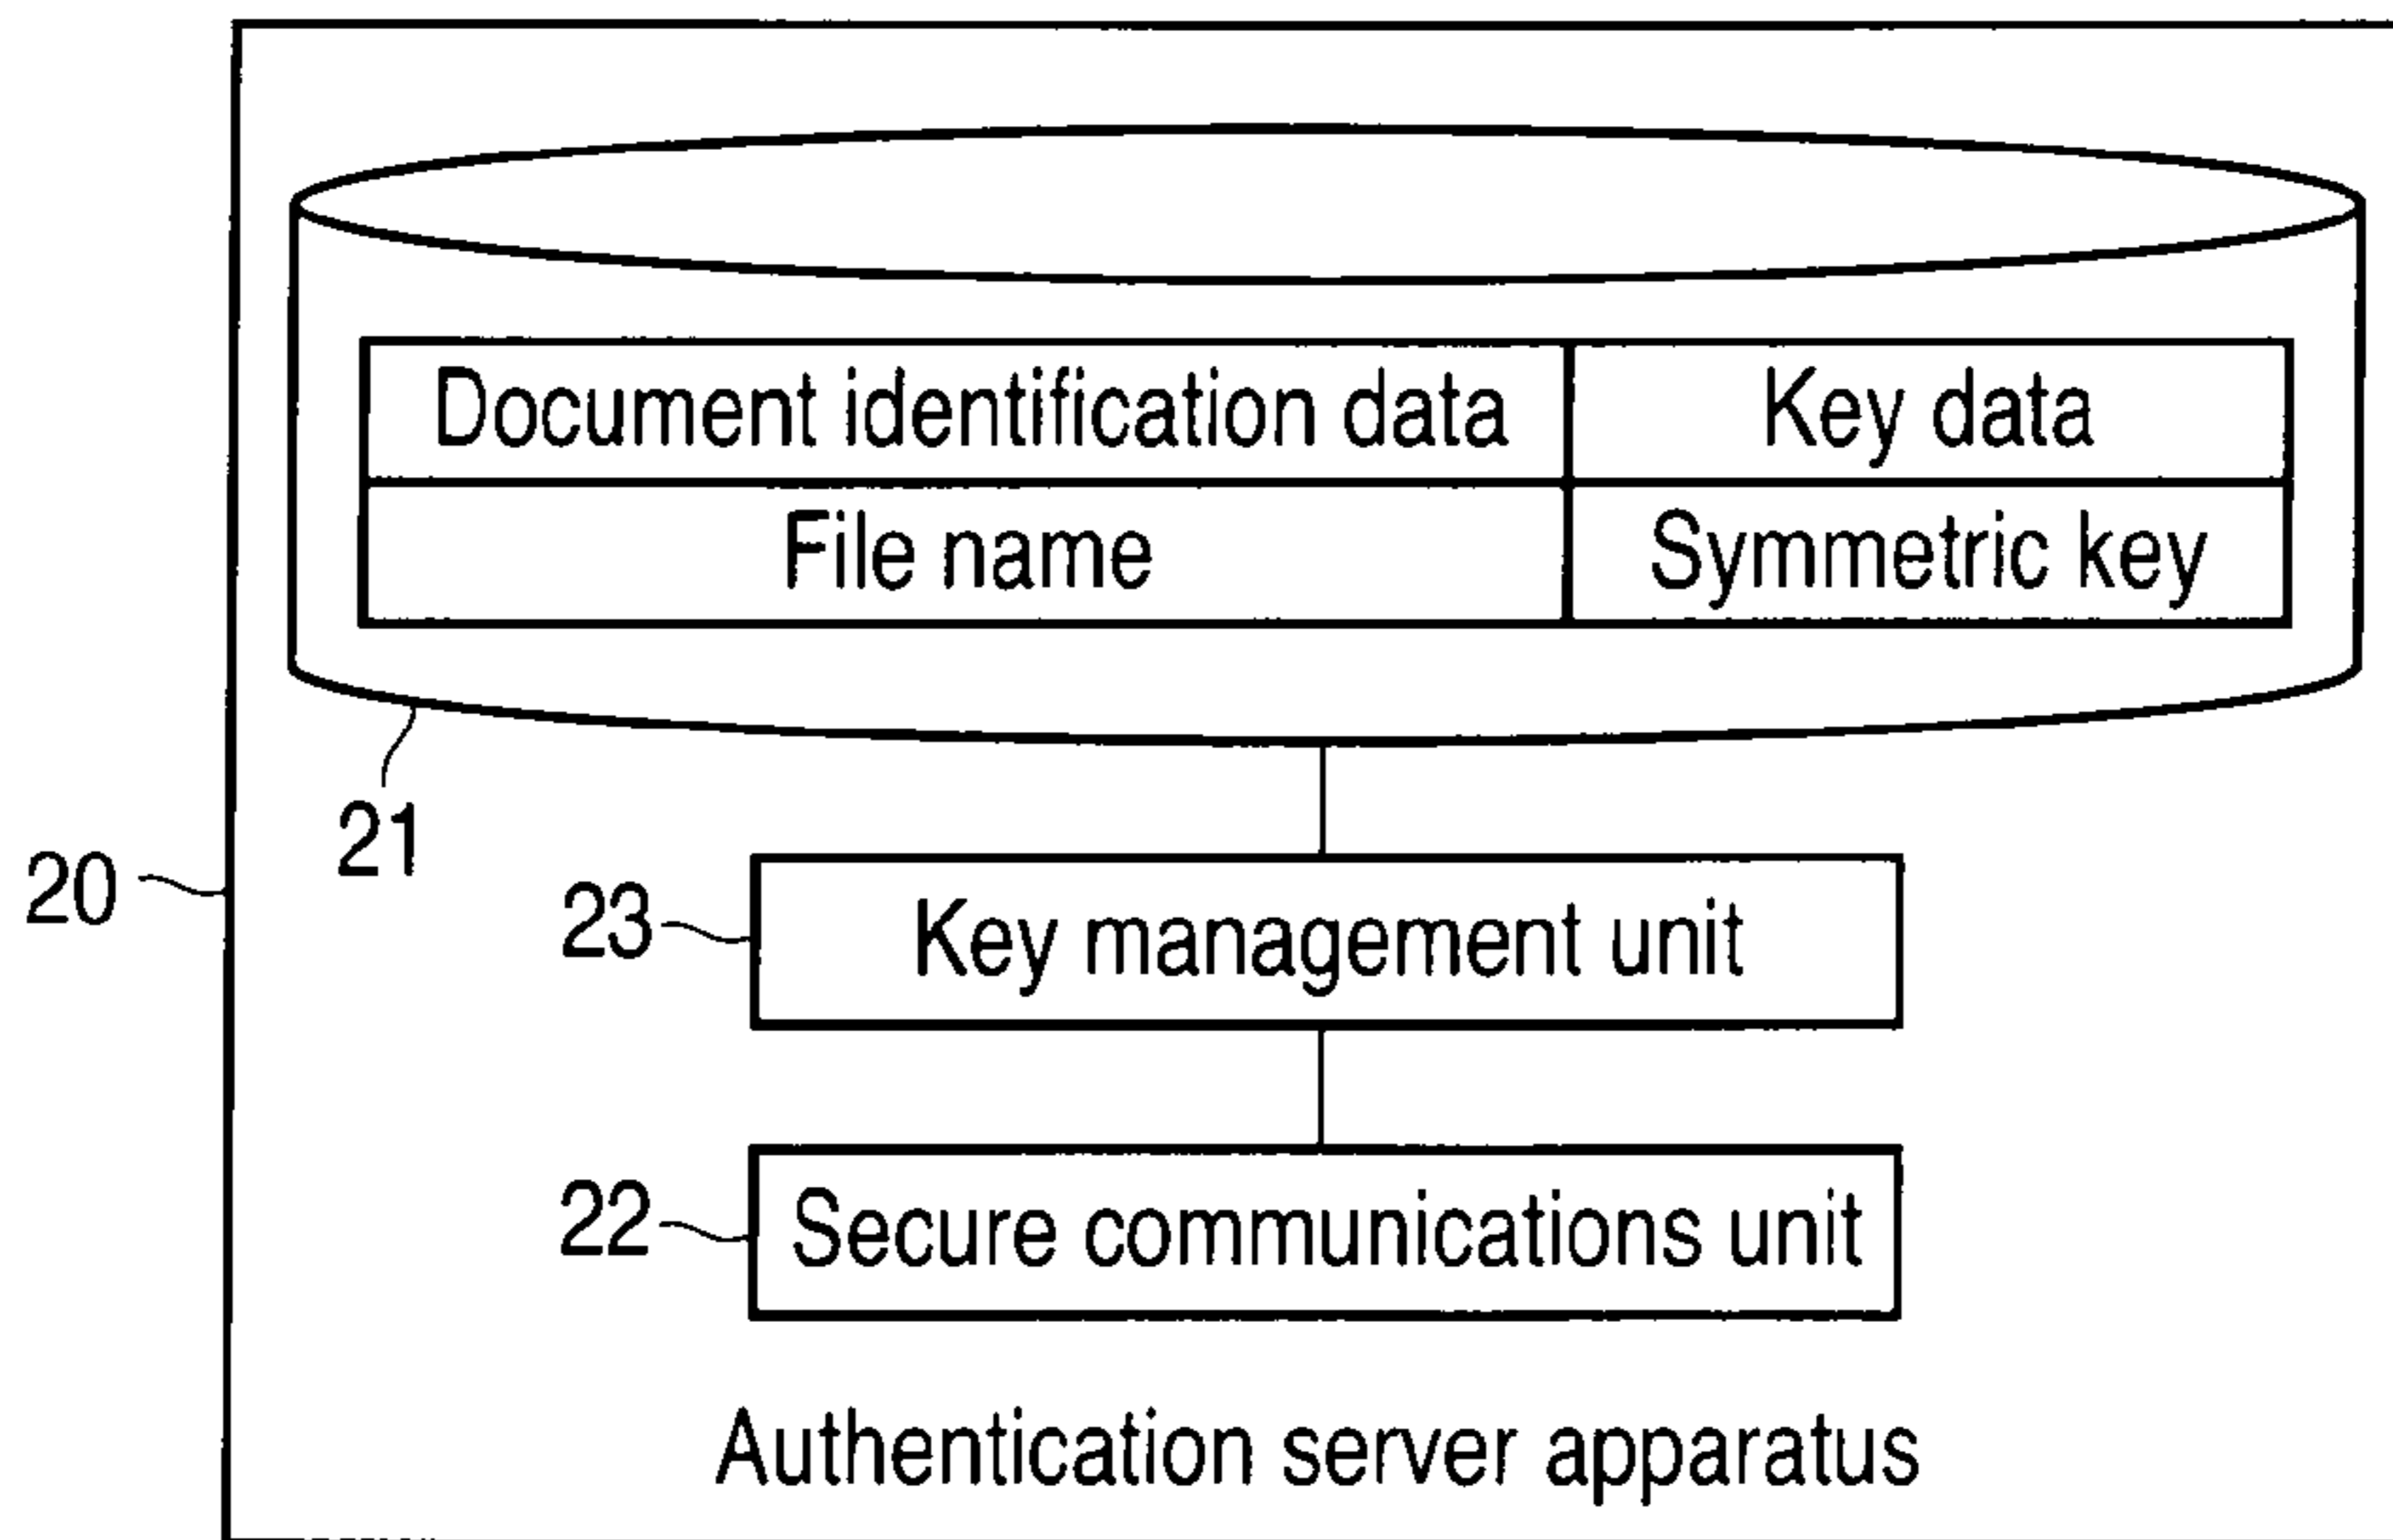 Document identification data Key data
File name Symmetric key
21
20
23 Key management unit
22 Secure communications unit
Authentication server apparatus